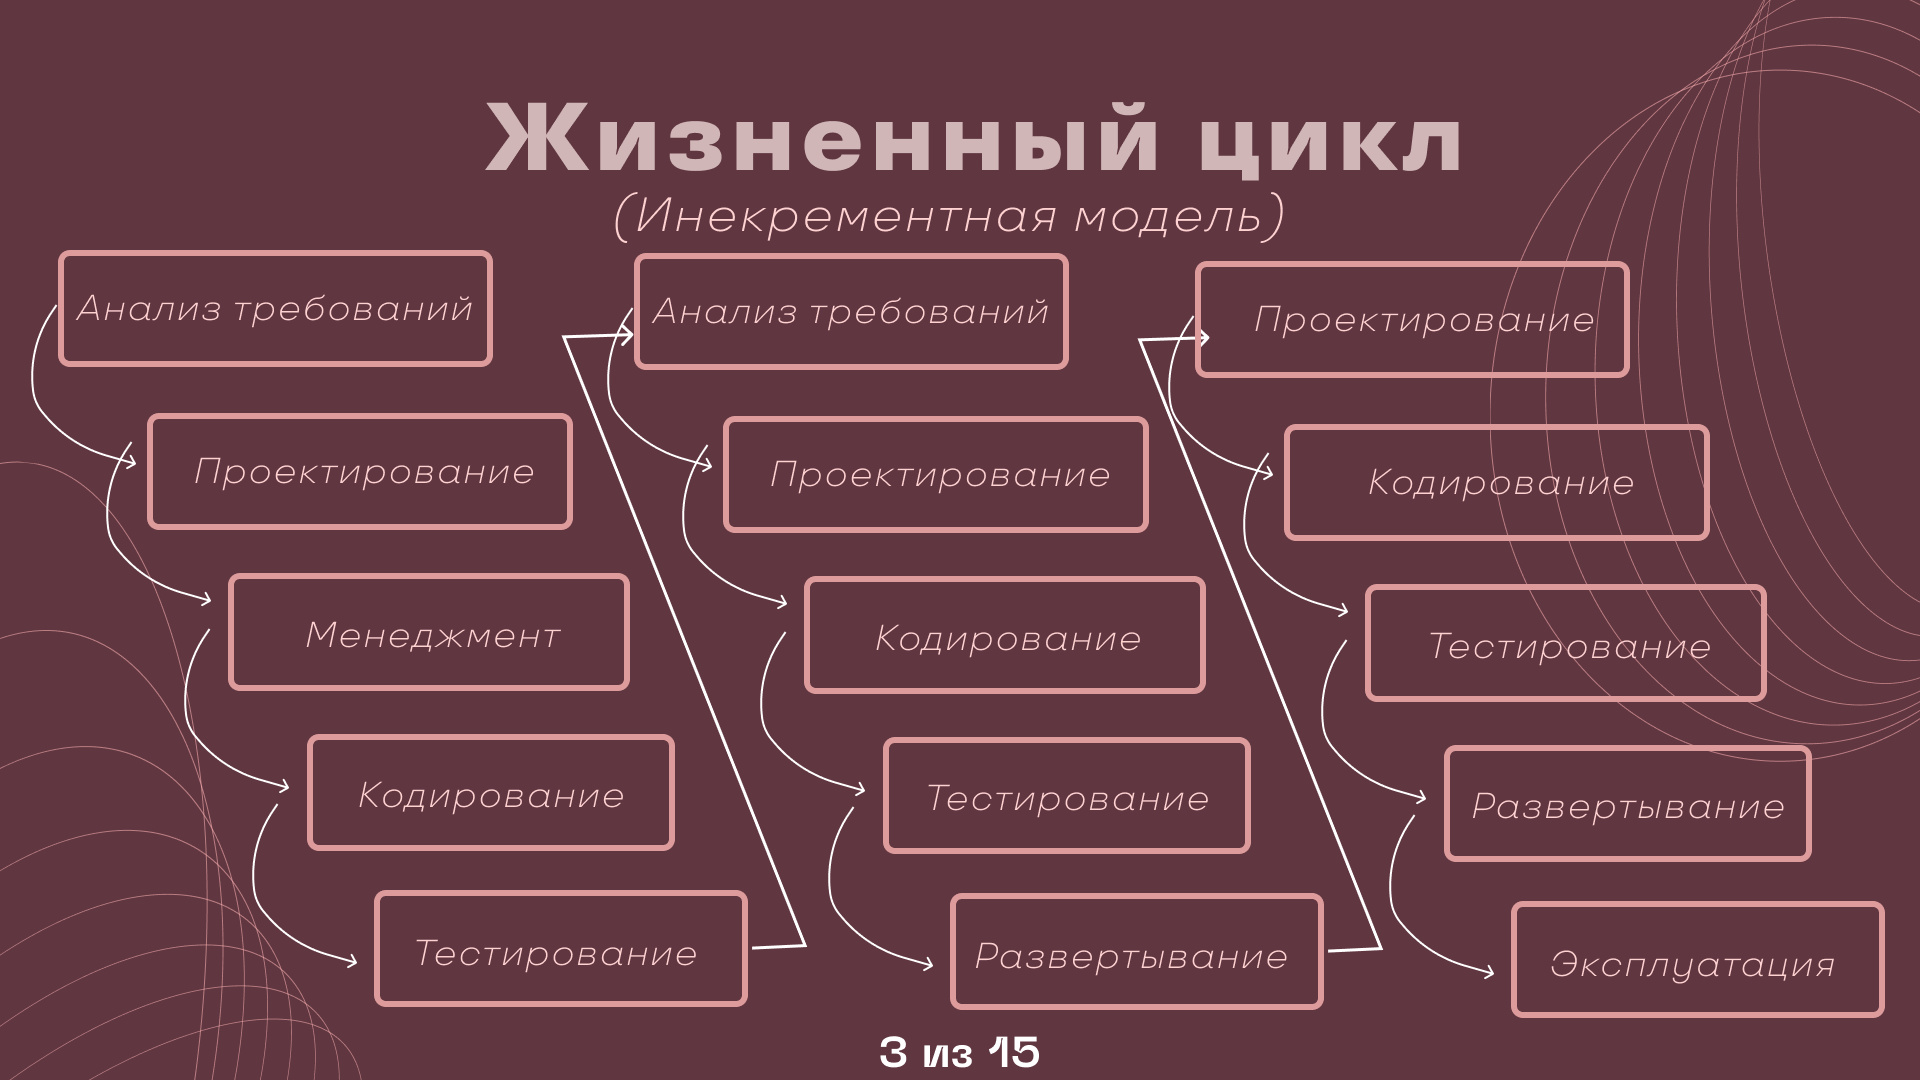 Жизненный цикл
(Инекрементная модель)
Анализ требований
Проектирование
Менеджмент
Кодирование
Тестирование
Анализ требований
Проектирование
Кодирование
Тестирование
Развертывание
Проектирование
Кодирование
Тестирование
Развертывание
Эксплуатация
3 из 15